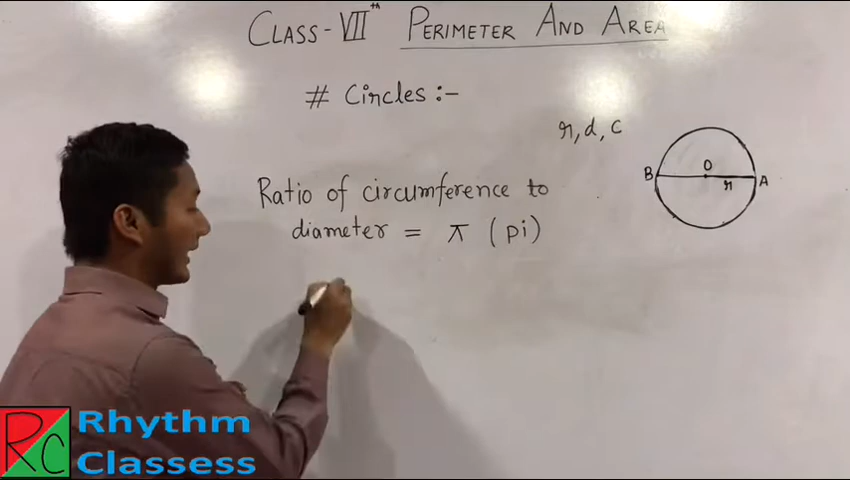 CLASS-VIIth PERIMETER AND AREA
# Circles :-
r, d, c
B O r A
Ratio of circumference to
diameter = π (pi)
RC Rhythm
Classess